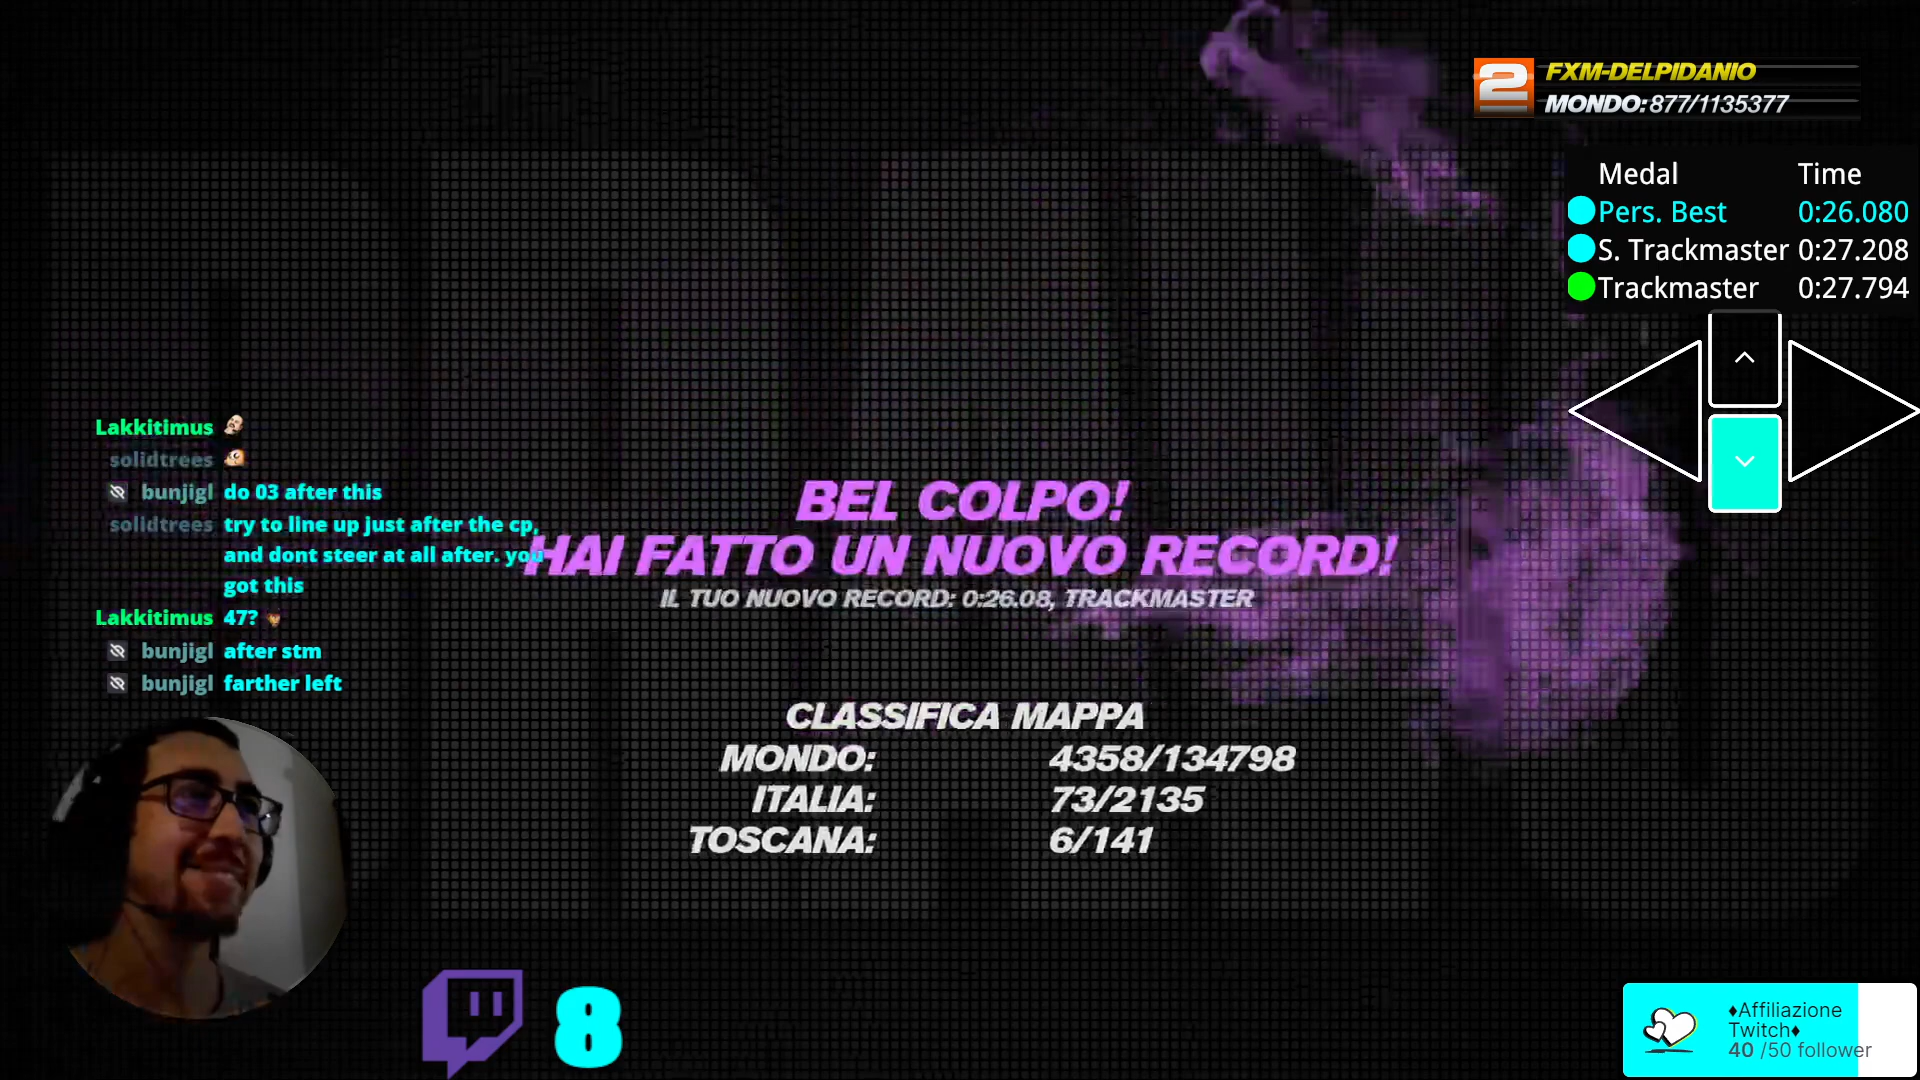 2
FXM-DELPIDANIO
MONDO:877/1135377
Medal Time
Pers. Best 0:26.080
S. Trackmaster 0:27.208
Trackmaster 0:27.794
Lakkitimus
solidtrees
bunjigl do 03 after this
solidtrees try to line up just after the cp,
and dont steer at all after. you
got this
Lakkitimus 47?
bunjigl after stm
bunjigl farther left
BEL COLPO!
HAI FATTO UN NUOVO RECORD!
IL TUO NUOVO RECORD: 0:26.08, TRACKMASTER
CLASSIFICA MAPPA
MONDO: 4358/134798
ITALIA: 73/2135
TOSCANA: 6/141
8
♦Affiliazione
Twitch♦
40 /50 follower